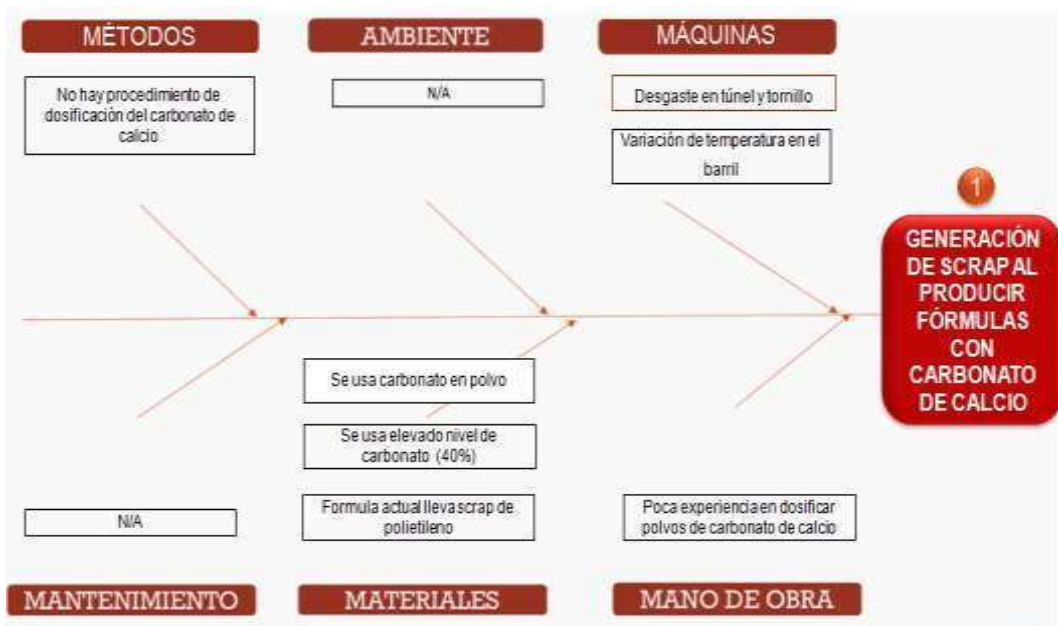 MÉTODOS
AMBIENTE
MÁQUINAS
No hay procedimiento de
dosificación del carbonato de
calcio
N/A
Desgaste en túnel y tornillo
Variación de temperatura en el
barril
1
GENERACIÓN
DE SCRAP AL
PRODUCIR
FÓRMULAS
CON
CARBONATO
DE CALCIO
Se usa carbonato en polvo
Se usa elevado nivel de
carbonato (40%)
Formula actual lleva scrap de
polietileno
N/A
Poca experiencia en dosificar
polvos de carbonato de calcio
MANTENIMIENTO
MATERIALES
MANO DE OBRA